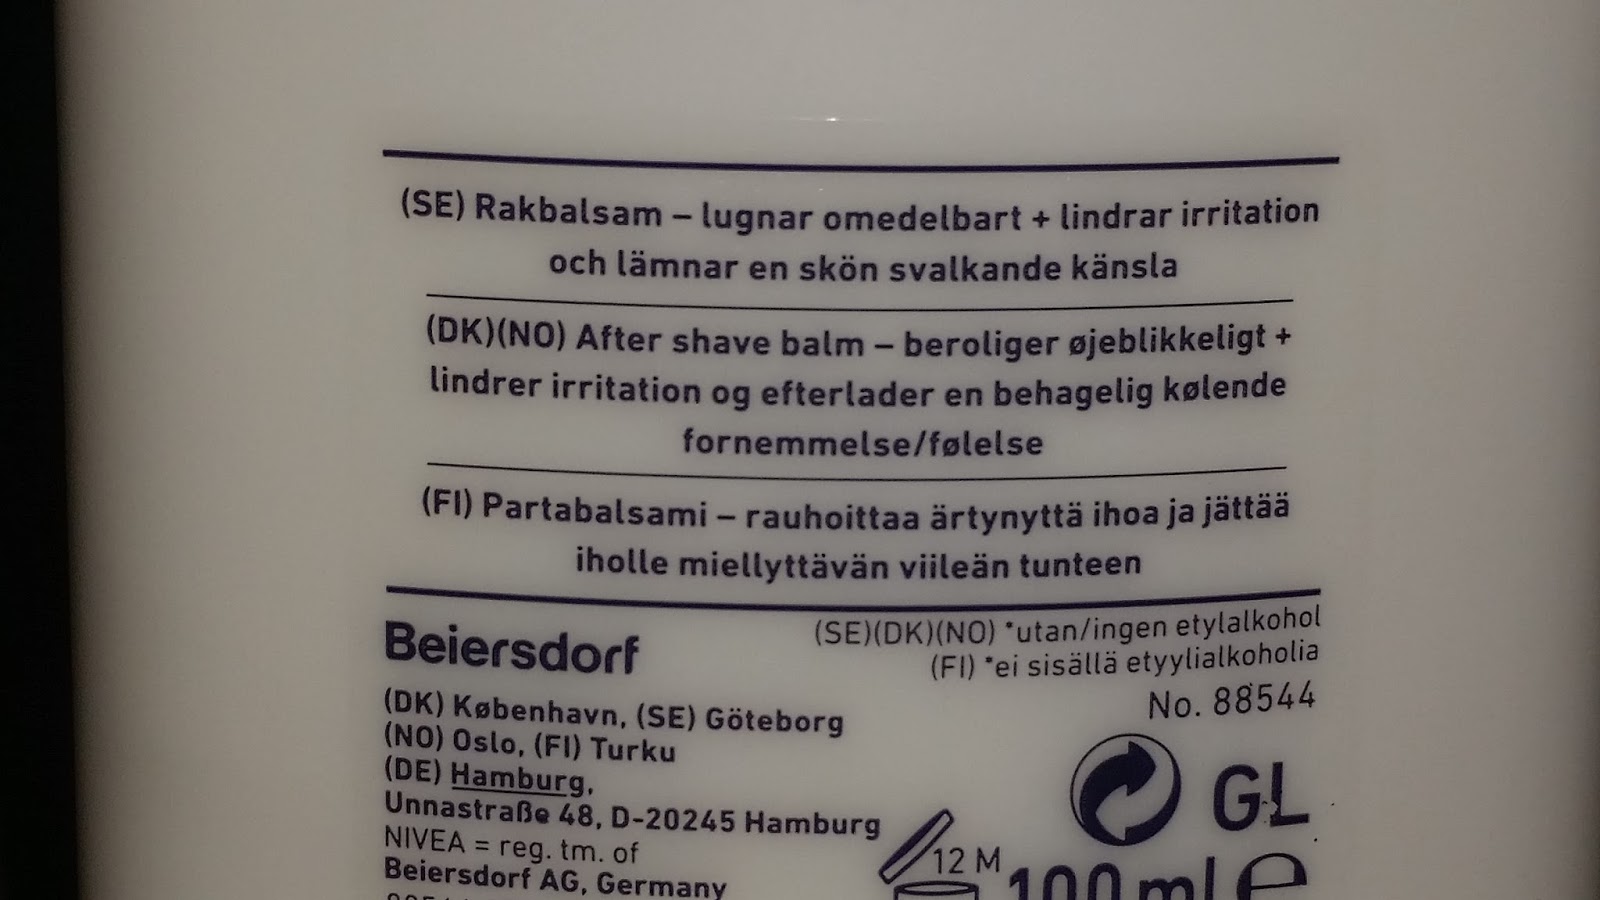 (SE) Rakbalsam – lugnar omedelbart + lindrar irritation
och lämnar en skön svalkande känsla
(DK)(NO) After shave balm – beroliger øjeblikkeligt +
lindrer irritation og efterlader en behagelig kølende
fornemmelse/følelse
(FI) Partabalsami – rauhoittaa ärtynyttä ihoa ja jättää
iholle miellyttävän viileän tunteen
Beiersdorf
(DK) København, (SE) Göteborg
(NO) Oslo, (FI) Turku
(DE) Hamburg,
Unnastraße 48, D-20245 Hamburg
NIVEA = reg. tm. of
Beiersdorf AG, Germany
(SE)(DK)(NO) *utan/ingen etylalkohol
(FI) *ei sisällä etyylialkoholia
No. 88544
GL
12 M
100 ml e